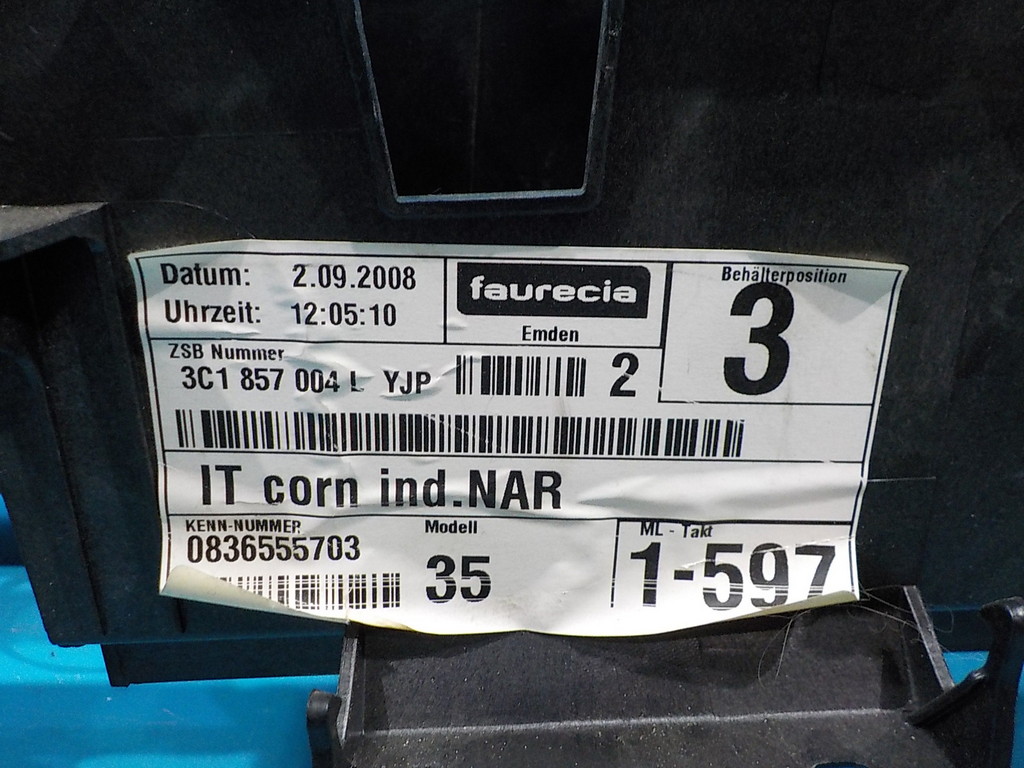 Datum: 2.09.2008
Uhrzeit: 12:05:10
faurecia
Emden
Behälterposition
3
ZSB Nummer
3C1 857 004 L YJP 2
IT corn ind.NAR
KENN-NUMMER
0836555703
Modell
35
ML - Takt
1-597